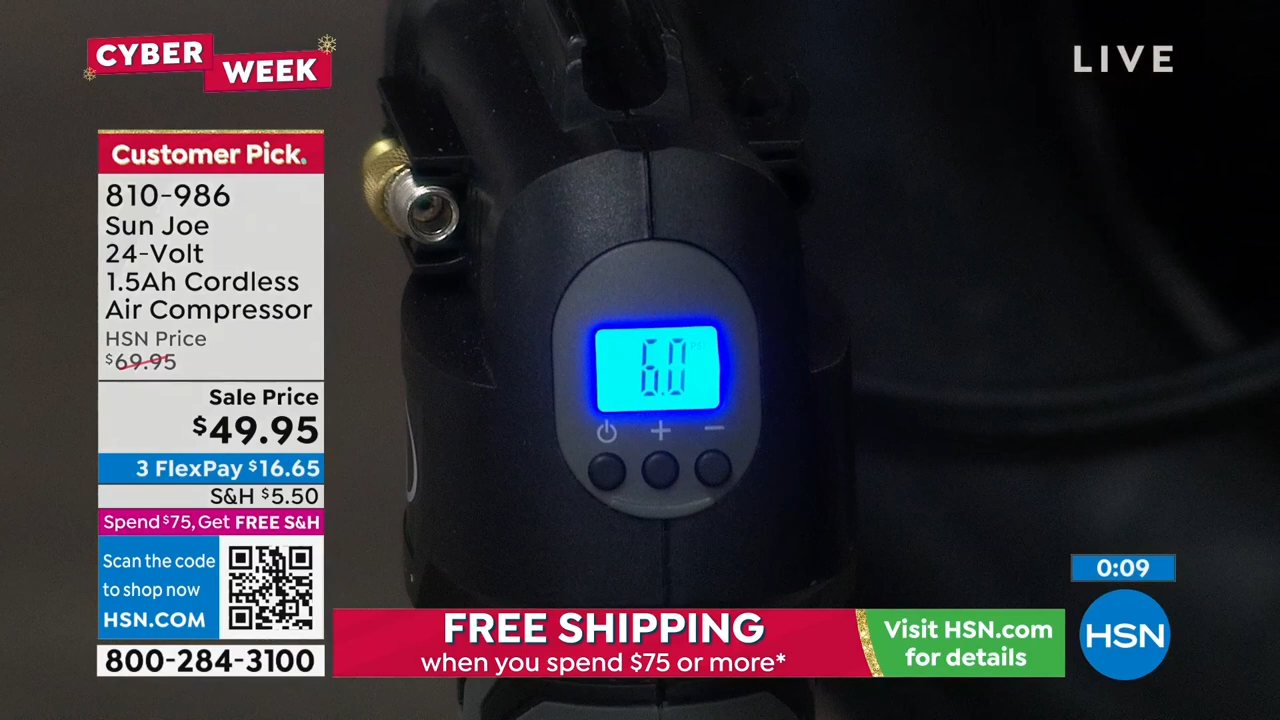 CYBER
WEEK
LIVE
Customer Pick.
810-986
Sun Joe
24-Volt
1.5Ah Cordless
Air Compressor
HSN Price
$69.95
Sale Price
$49.95
3 FlexPay $16.65
S&H $5.50
Spend $75, Get FREE S&H
Scan the code
to shop now
HSN.COM
800-284-3100
6.0 PSI
FREE SHIPPING
when you spend $75 or more*
Visit HSN.com
for details
0:09
HSN